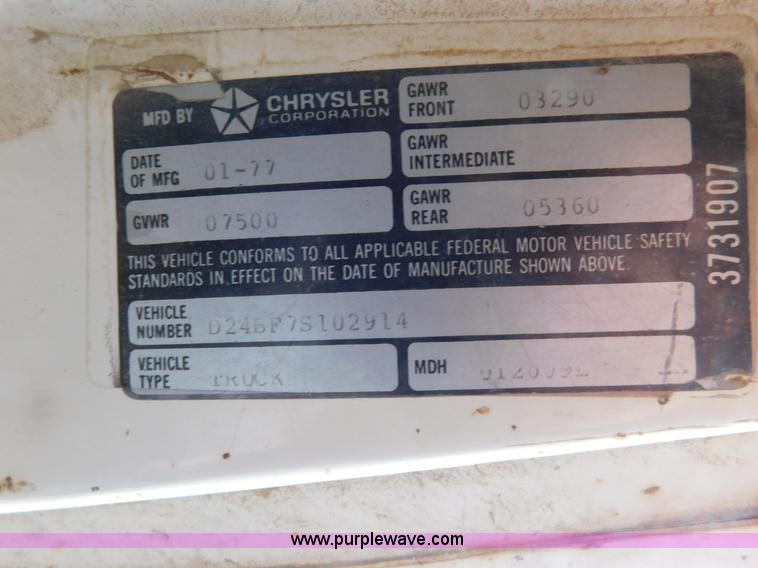 MFD BY CHRYSLER CORPORATION
GAWR FRONT 03290
DATE OF MFG 01-77
GAWR INTERMEDIATE
GVWR 07500
GAWR REAR 05360
THIS VEHICLE CONFORMS TO ALL APPLICABLE FEDERAL MOTOR VEHICLE SAFETY
STANDARDS IN EFFECT ON THE DATE OF MANUFACTURE SHOWN ABOVE.
VEHICLE NUMBER D24BF7S102914
VEHICLE TYPE TRUCK
MDH
3731907
www.purplewave.com